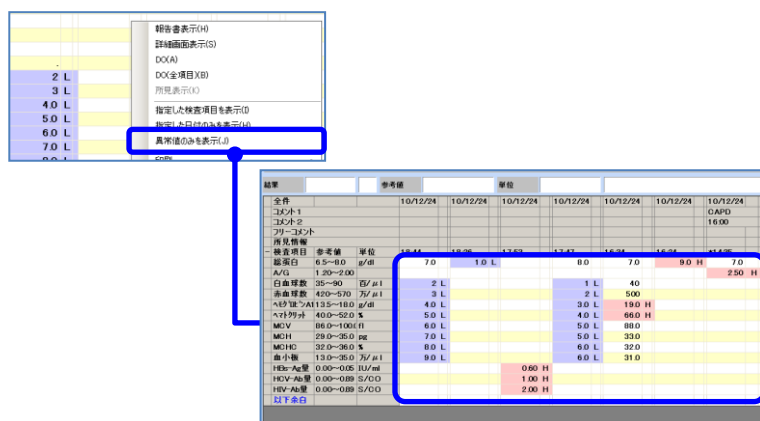 報告書表示(H)
詳細画面表示(S)
DO(A)
DO(全項目)(B)
所見表示(K)
指定した検査項目を表示(I)
指定した日付のみを表示(H)
異常値のみを表示(J)
2 L
3 L
4.0 L
5.0 L
6.0 L
7.0 L
結果 参考値 単位
全件 10/12/24 10/12/24 10/12/24 10/12/24 10/12/24 10/12/24 10/12/24
コメント1 CAPD
コメント2 16:00
フリーコメント
所見情報
- 検査項目 参考値 単位
総蛋白 6.5～8.0 g/dl 7.0 1.0 L 8.0 7.0 9.0 H 7.0
A/G 1.20～2.00 2.50 H
白血球数 35～90 百/μl 2 L 1 L 40
赤血球数 420～570 万/μl 3 L 2 L 500
ヘモグロビンA1 13.5～18.0 g/dl 4.0 L 3.0 L 19.0 H
ヘマトクリット 40.0～52.0 % 5.0 L 4.0 L 66.0 H
MCV 86.0～100.0 fl 6.0 L 5.0 L 88.0
MCH 29.0～35.0 pg 7.0 L 5.0 L 33.0
MCHC 32.0～36.0 % 8.0 L 6.0 L 32.0
血小板 13.0～35.0 万/μl 9.0 L 6.0 L 31.0
HBs-Ag量 0.00～0.05 IU/ml 0.60 H
HCV-Ab量 0.00～0.89 S/CO 1.00 H
HIV-Ab量 0.00～0.89 S/CO 2.00 H
以下余白